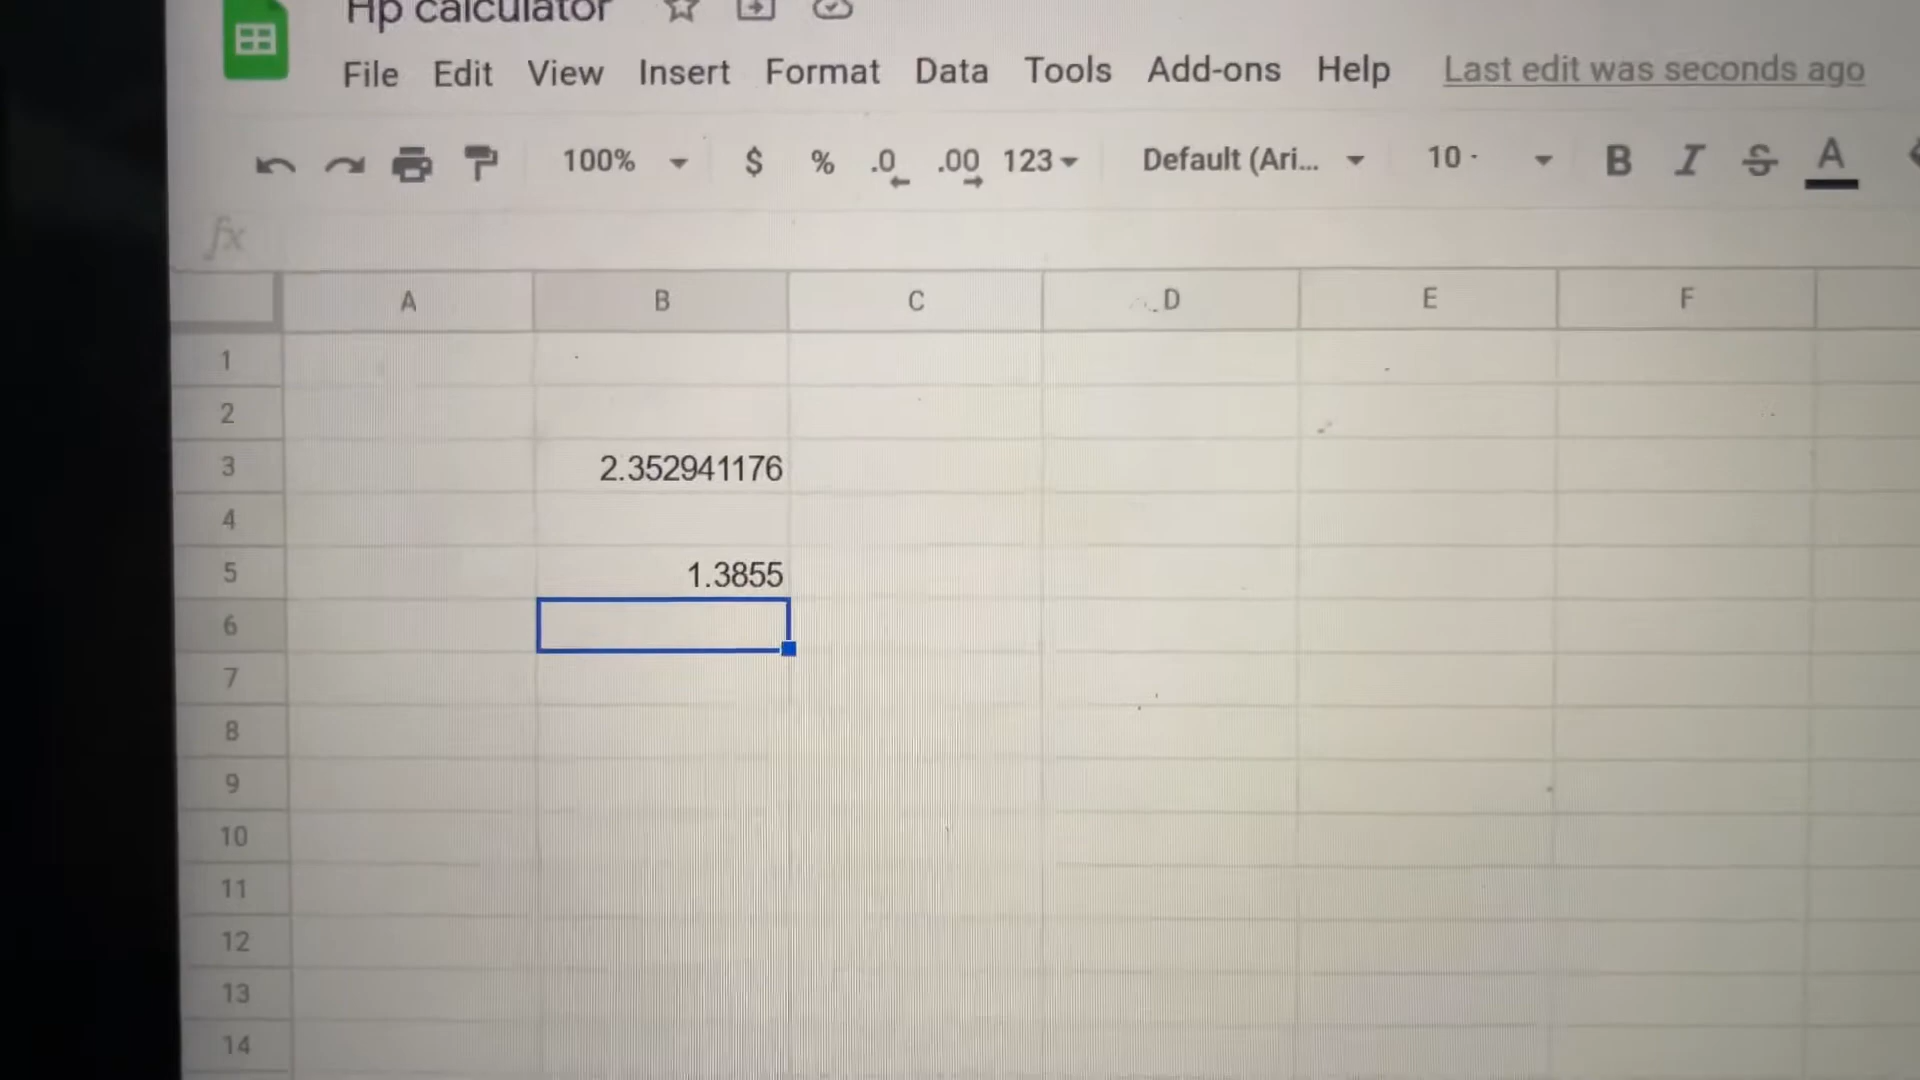 Hp calculator
File Edit View Insert Format Data Tools Add-ons Help Last edit was seconds ago
100% $ % .0 .00 123 Default (Ari... 10 B I S A
fx
A B C D E F
1
2
3 2.352941176
4
5 1.3855
6
7
8
9
10
11
12
13
14